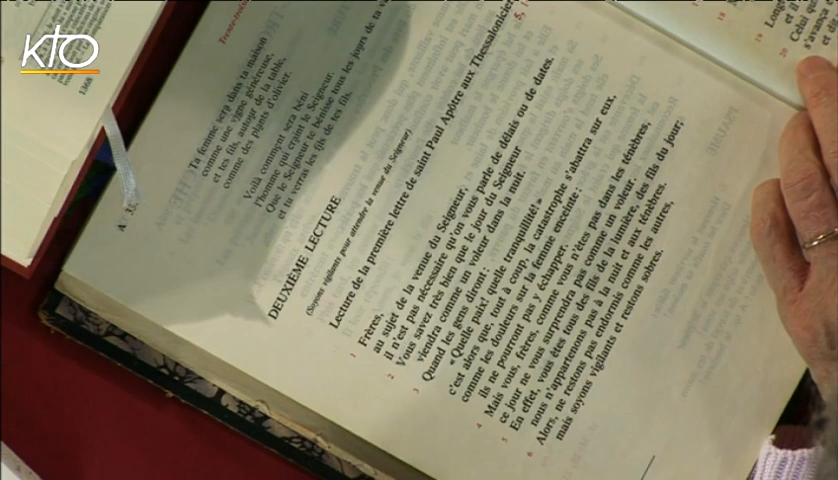 KTO
1368
Ta femme sera dans ta maison
comme une vigne généreuse,
et tes fils, autour de la table,
comme des plants d'olivier.
Voilà comment sera béni
l'homme qui craint le Seigneur.
Que le Seigneur te bénisse tous les jours de ta
et tu verras les fils de tes fils.
DEUXIÈME LECTURE
(Soyons vigilants pour attendre la venue du Seigneur)
Lecture de la première lettre de saint Paul Apôtre aux Thessaloniciens
5,
1 Frères,
au sujet de la venue du Seigneur,
il n'est pas nécessaire qu'on vous parle de délais ou de dates.
2 Vous savez très bien que le jour du Seigneur
viendra comme un voleur dans la nuit.
3 Quand les gens diront :
« Quelle paix! quelle tranquillité! »
c'est alors que, tout à coup, la catastrophe s'abattra sur eux,
comme les douleurs sur la femme enceinte :
ils ne pourront pas y échapper.
4 Mais vous, frères, comme vous n'êtes pas dans les ténèbres,
ce jour ne vous surprendra pas comme un voleur.
5 En effet, vous êtes tous des fils de la lumière, des fils du jour;
nous n'appartenons pas à la nuit et aux ténèbres.
6 Alors, ne restons pas endormis comme les autres,
mais soyons vigilants et restons sobres.
19
20